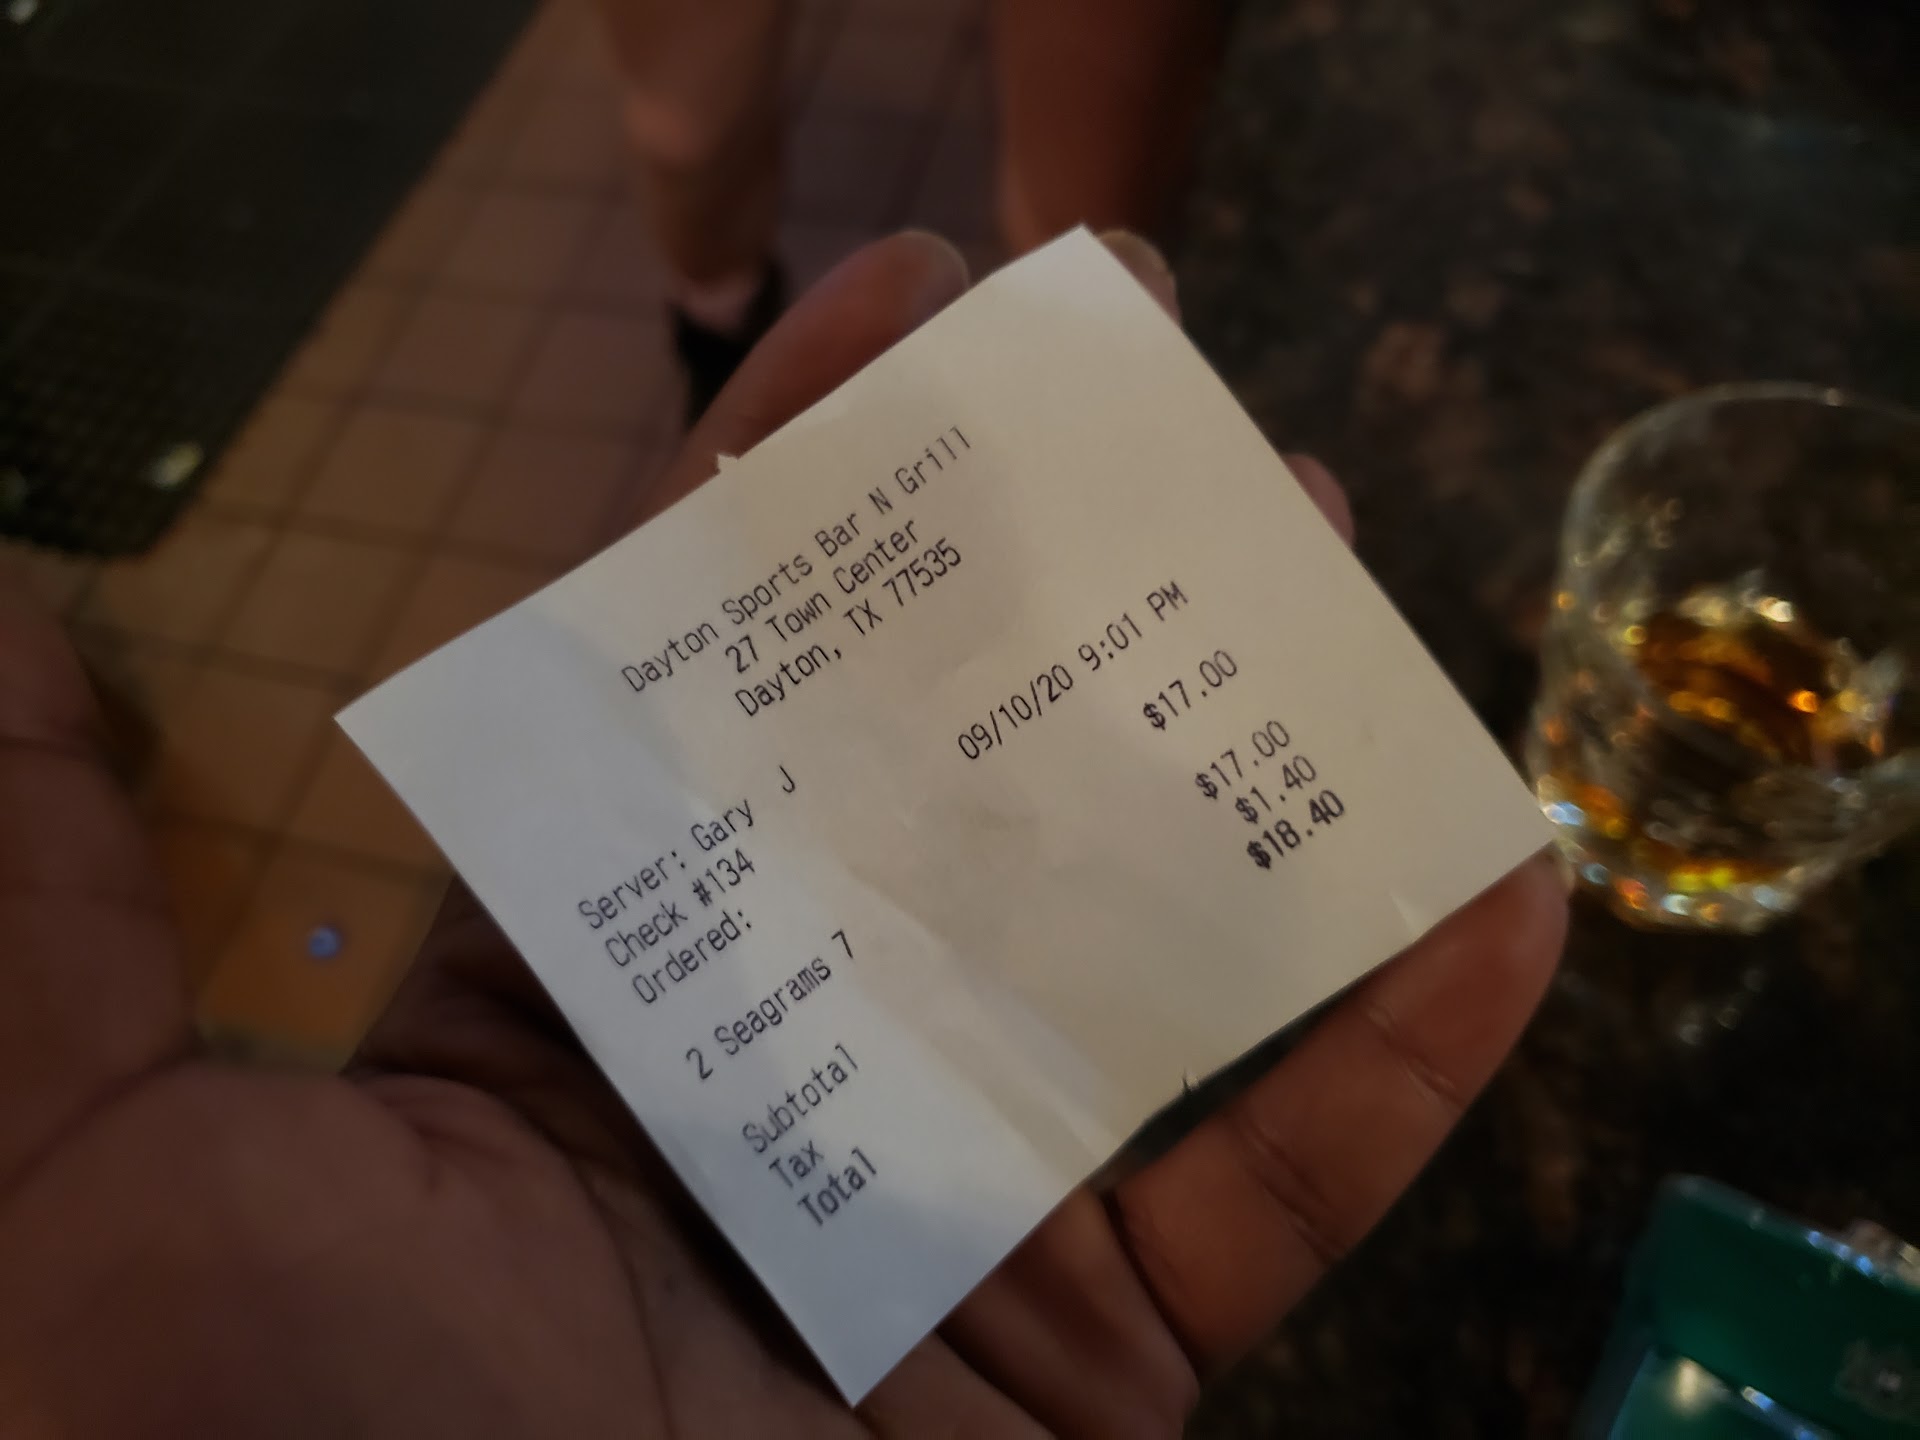 Dayton Sports Bar N Grill
27 Town Center
Dayton, TX 77535
Server: Gary J
Check #134
Ordered: 09/10/20 9:01 PM
2 Seagrams 7 $17.00
Subtotal $17.00
Tax $1.40
Total $18.40